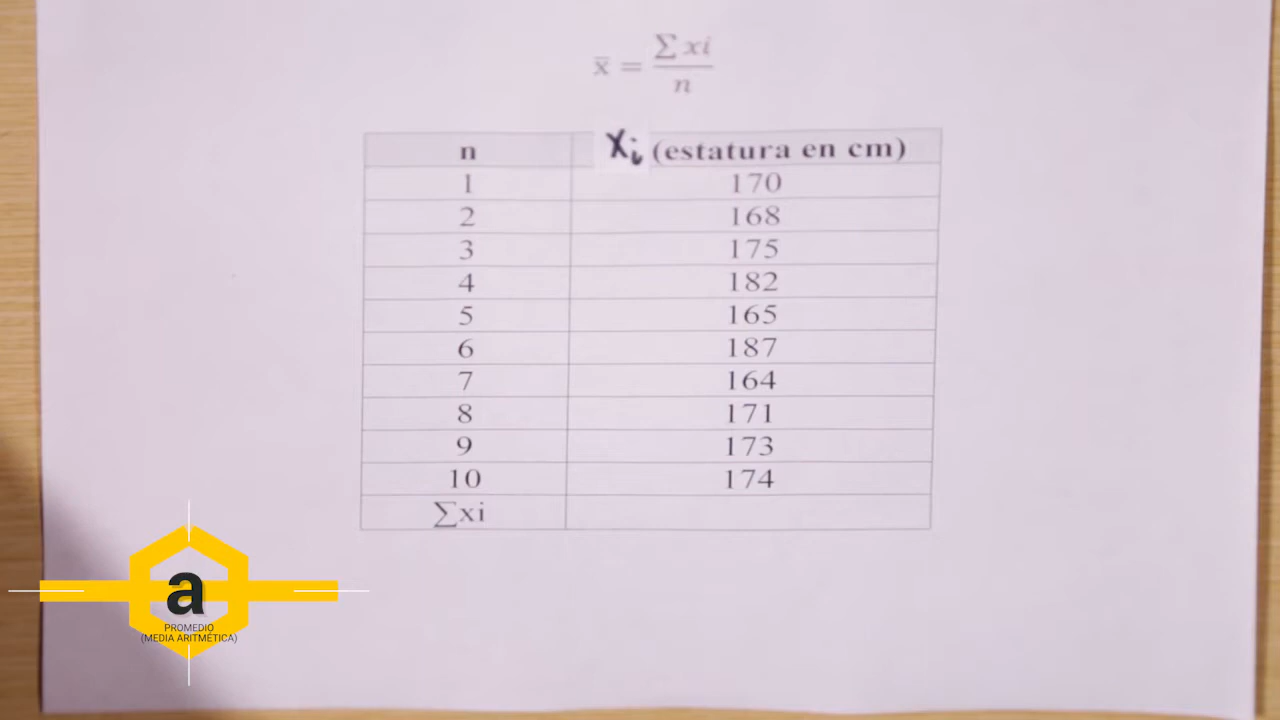 x̄ = ∑xi / n
n xi (estatura en cm)
1 170
2 168
3 175
4 182
5 165
6 187
7 164
8 171
9 173
10 174
∑xi
a
PROMEDIO
(MEDIA ARITMÉTICA)